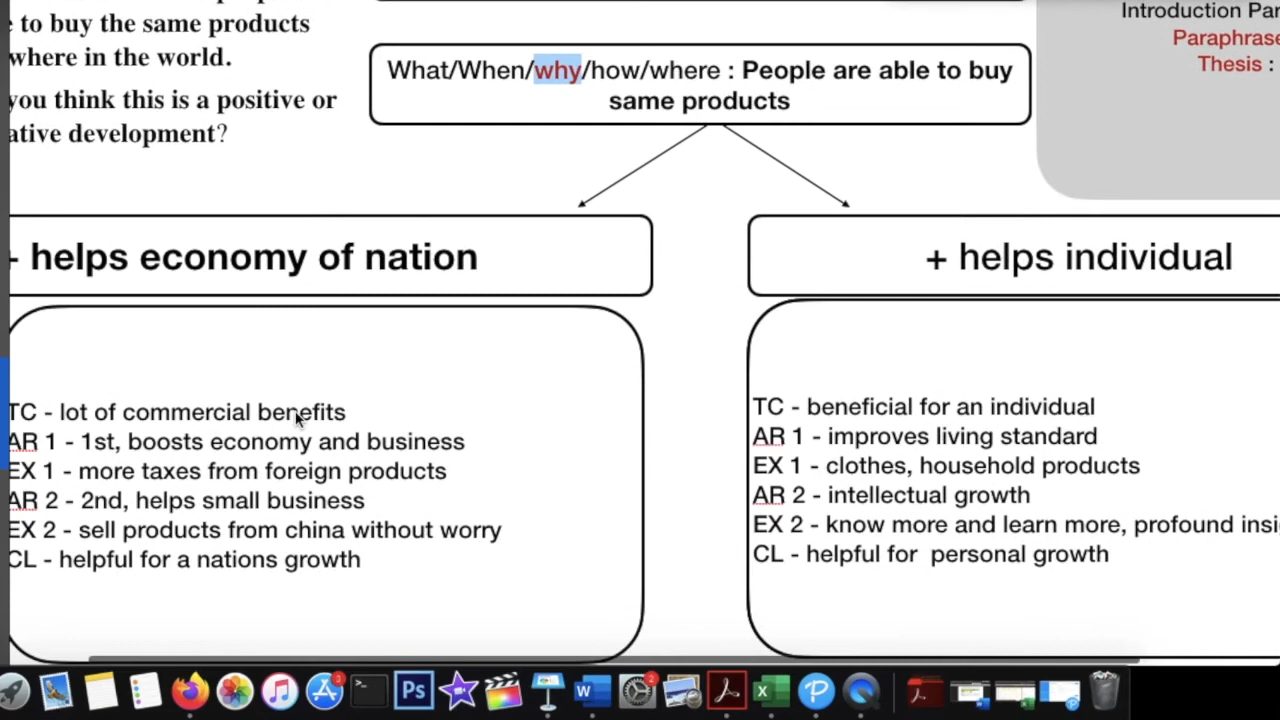 e to buy the same products
where in the world.
you think this is a positive or
ative development?
What/When/why/how/where : People are able to buy
same products
Introduction Par
Paraphrase
Thesis :
+ helps economy of nation
+ helps individual
TC - lot of commercial benefits
AR 1 - 1st, boosts economy and business
EX 1 - more taxes from foreign products
AR 2 - 2nd, helps small business
EX 2 - sell products from china without worry
CL - helpful for a nations growth
TC - beneficial for an individual
AR 1 - improves living standard
EX 1 - clothes, household products
AR 2 - intellectual growth
EX 2 - know more and learn more, profound insi
CL - helpful for  personal growth
3
Ps
W
2
X